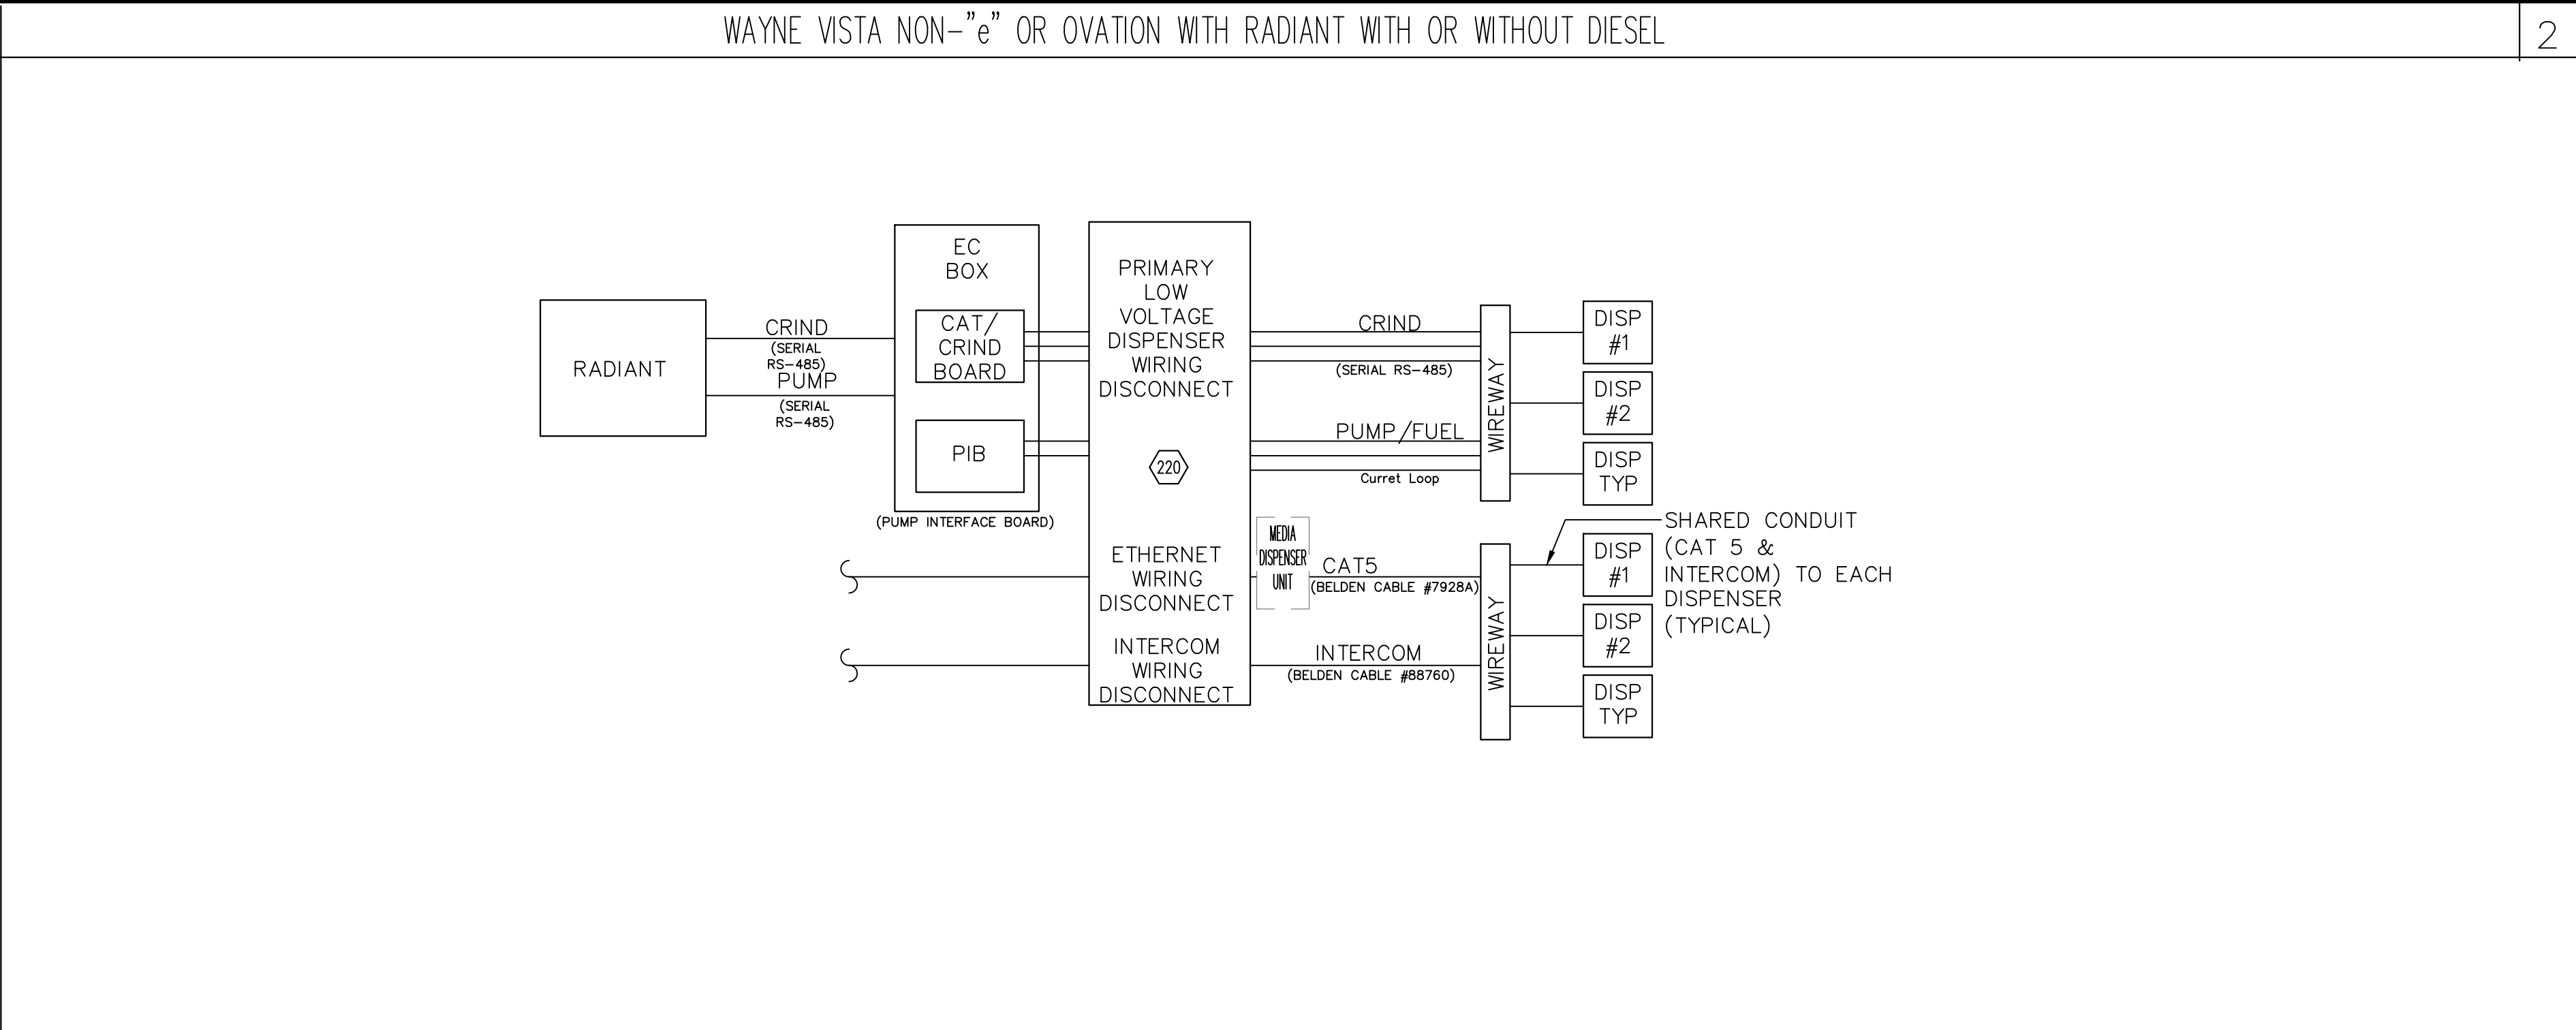 WAYNE VISTA NON-"e" OR OVATION WITH RADIANT WITH OR WITHOUT DIESEL
2
RADIANT
CRIND
(SERIAL
RS-485)
PUMP
(SERIAL
RS-485)
EC
BOX
CAT/
CRIND
BOARD
PIB
(PUMP INTERFACE BOARD)
PRIMARY
LOW
VOLTAGE
DISPENSER
WIRING
DISCONNECT
220
ETHERNET
WIRING
DISCONNECT
INTERCOM
WIRING
DISCONNECT
CRIND
(SERIAL RS-485)
PUMP/FUEL
Curret Loop
MEDIA
DISPENSER
UNIT
CAT5
(BELDEN CABLE #7928A)
INTERCOM
(BELDEN CABLE #88760)
WIREWAY
WIREWAY
DISP
#1
DISP
#2
DISP
TYP
DISP
#1
DISP
#2
DISP
TYP
SHARED CONDUIT
(CAT 5 &
INTERCOM) TO EACH
DISPENSER
(TYPICAL)